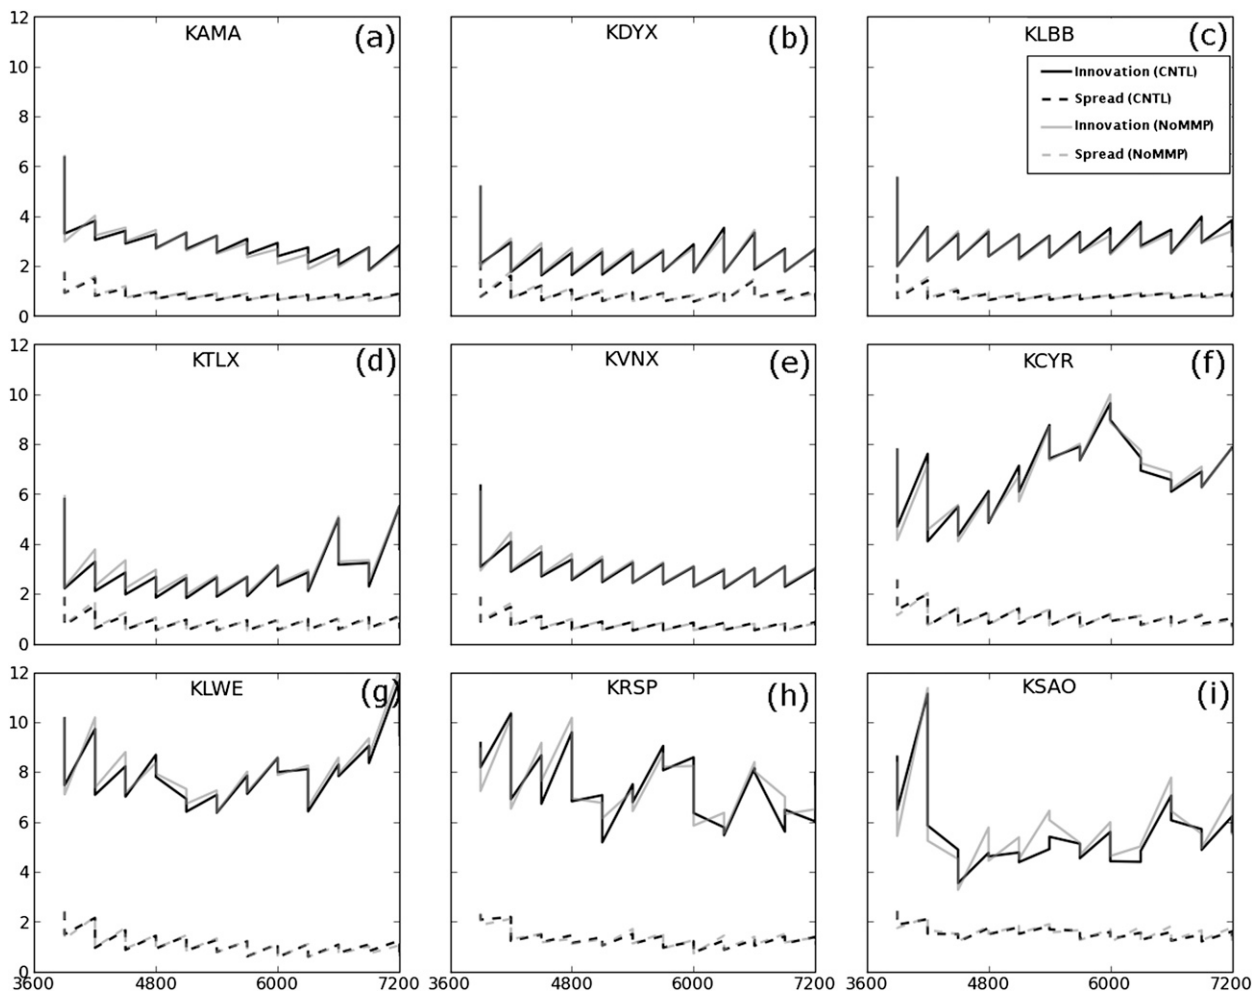 12
10
8
6
4
2
0
KAMA (a)
KDYX (b)
KLBB (c)
Innovation (CNTL)
Spread (CNTL)
Innovation (NoMMP)
Spread (NoMMP)
12
10
8
6
4
2
0
KTLX (d)
KVNX (e)
KCYR (f)
12
10
8
6
4
2
0
KLWE (g)
KRSP (h)
KSAO (i)
3600 4800 6000 7200 3600 4800 6000 7200 3600 4800 6000 7200